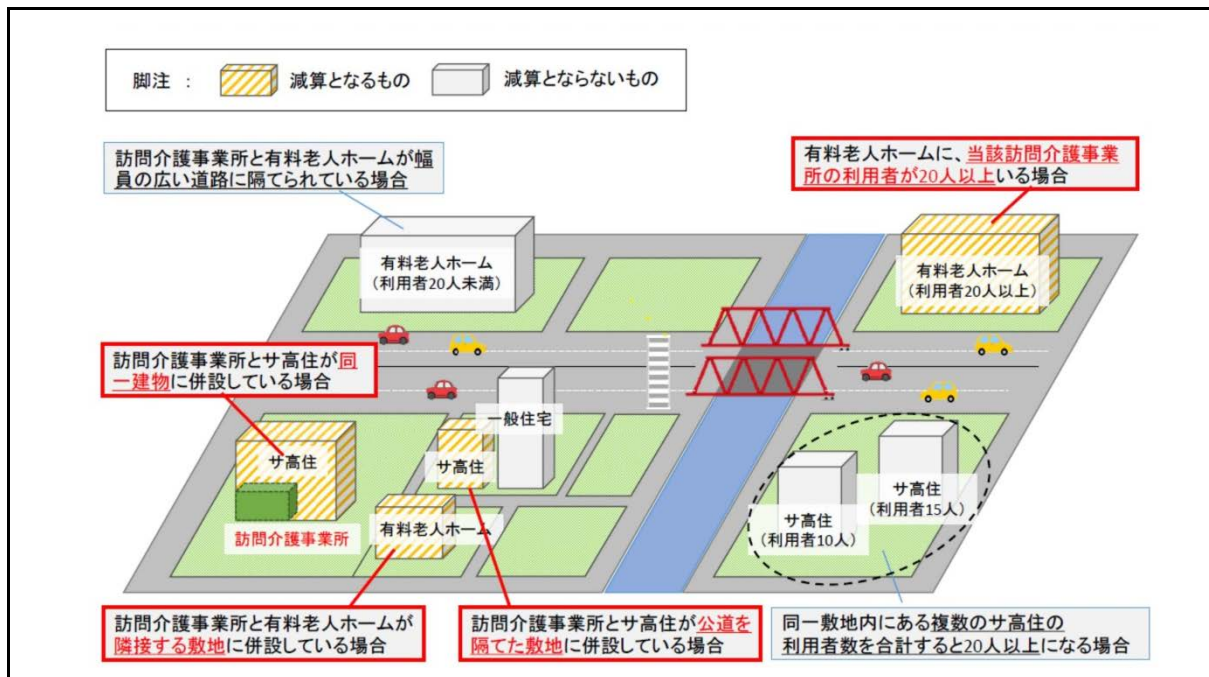 脚注 : 減算となるもの 減算とならないもの
訪問介護事業所と有料老人ホームが幅
員の広い道路に隔てられている場合
有料老人ホームに、当該訪問介護事業
所の利用者が20人以上いる場合
有料老人ホーム
(利用者20人未満)
有料老人ホーム
(利用者20人以上)
訪問介護事業所とサ高住が同
一建物に併設している場合
一般住宅
サ高住
サ高住
訪問介護事業所
有料老人ホーム
サ高住
(利用者15人)
サ高住
(利用者10人)
訪問介護事業所と有料老人ホームが
隣接する敷地に併設している場合
訪問介護事業所とサ高住が公道を
隔てた敷地に併設している場合
同一敷地内にある複数のサ高住の
利用者数を合計すると20人以上になる場合